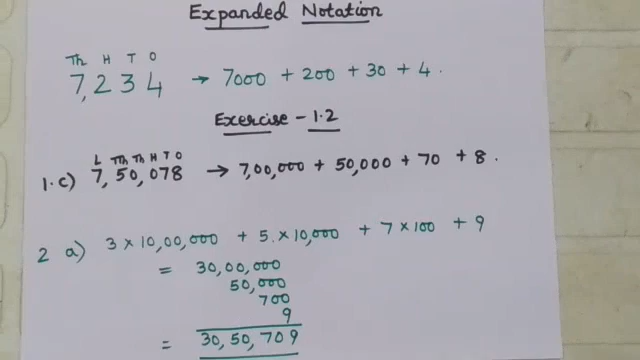 Expanded Notation
Th H T O
7,234 → 7000 + 200 + 30 + 4.
Exercise - 1.2
L TTh Th H T O
1.c) 7,50,078 → 7,00,000 + 50,000 + 70 + 8.
2 a) 3 × 10,00,000 + 5 × 10,000 + 7 × 100 + 9
= 30,00,000
50,000
700
9
= 30,50,709